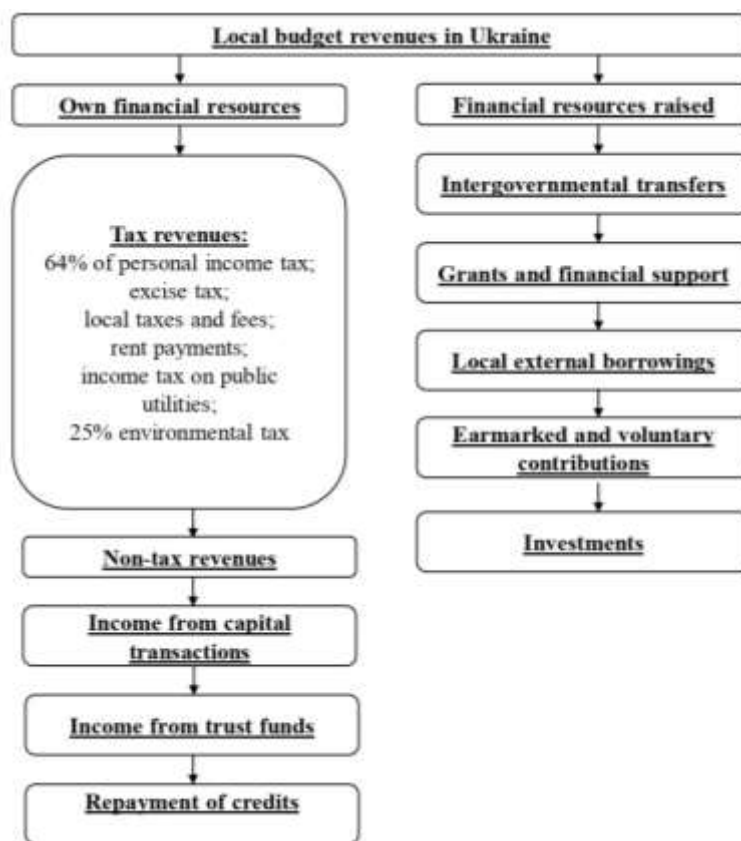 Local budget revenues in Ukraine
Own financial resources
Tax revenues:
64% of personal income tax;
excise tax;
local taxes and fees;
rent payments;
income tax on public
utilities;
25% environmental tax
Non-tax revenues
Income from capital
transactions
Income from trust funds
Repayment of credits
Financial resources raised
Intergovernmental transfers
Grants and financial support
Local external borrowings
Earmarked and voluntary
contributions
Investments